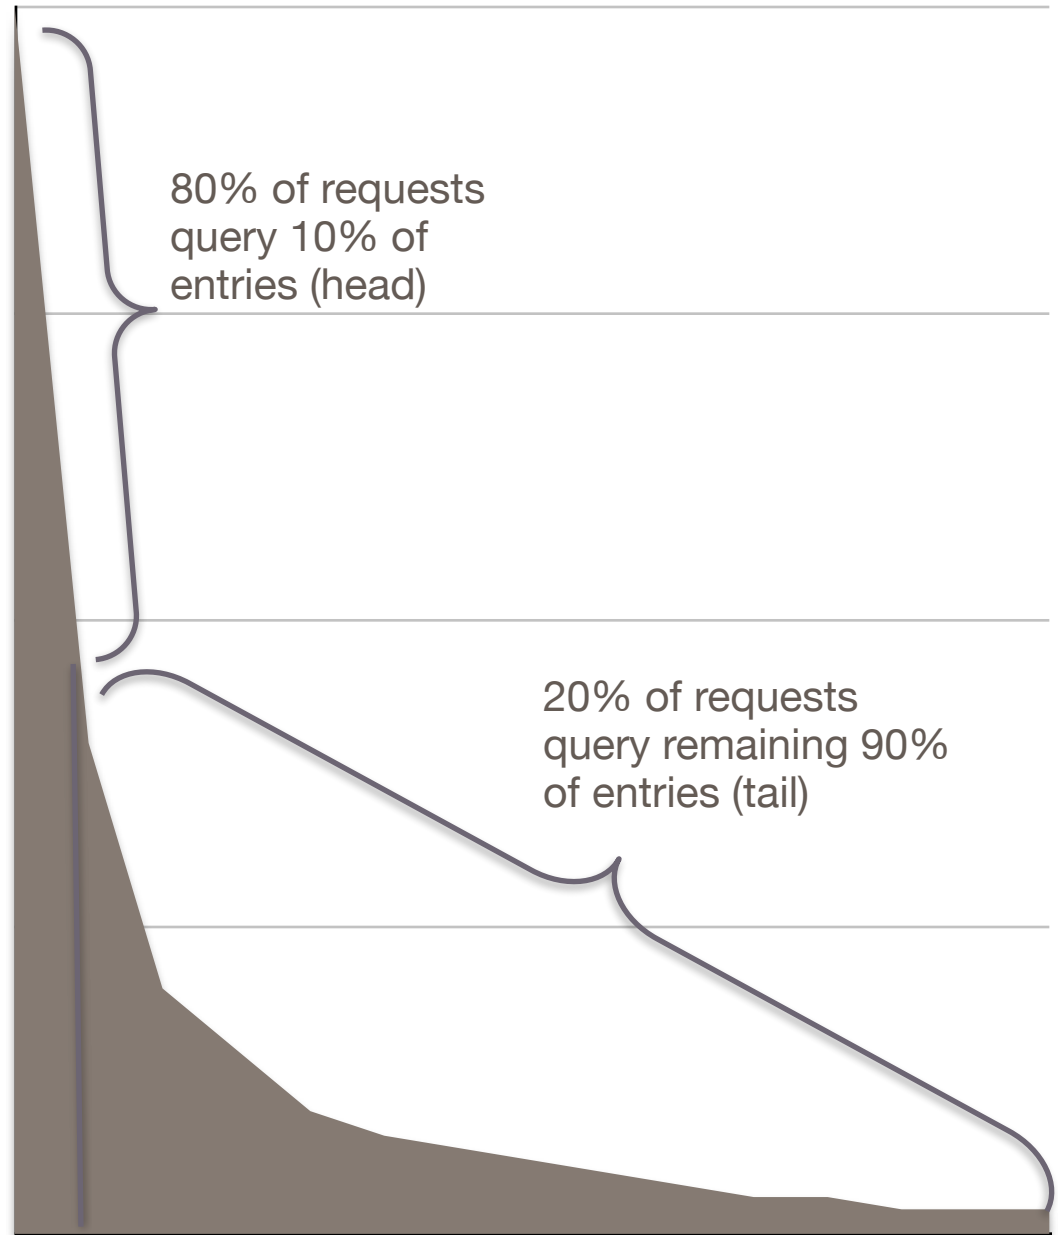 80% of requests
query 10% of
entries (head)
20% of requests
query remaining 90%
of entries (tail)